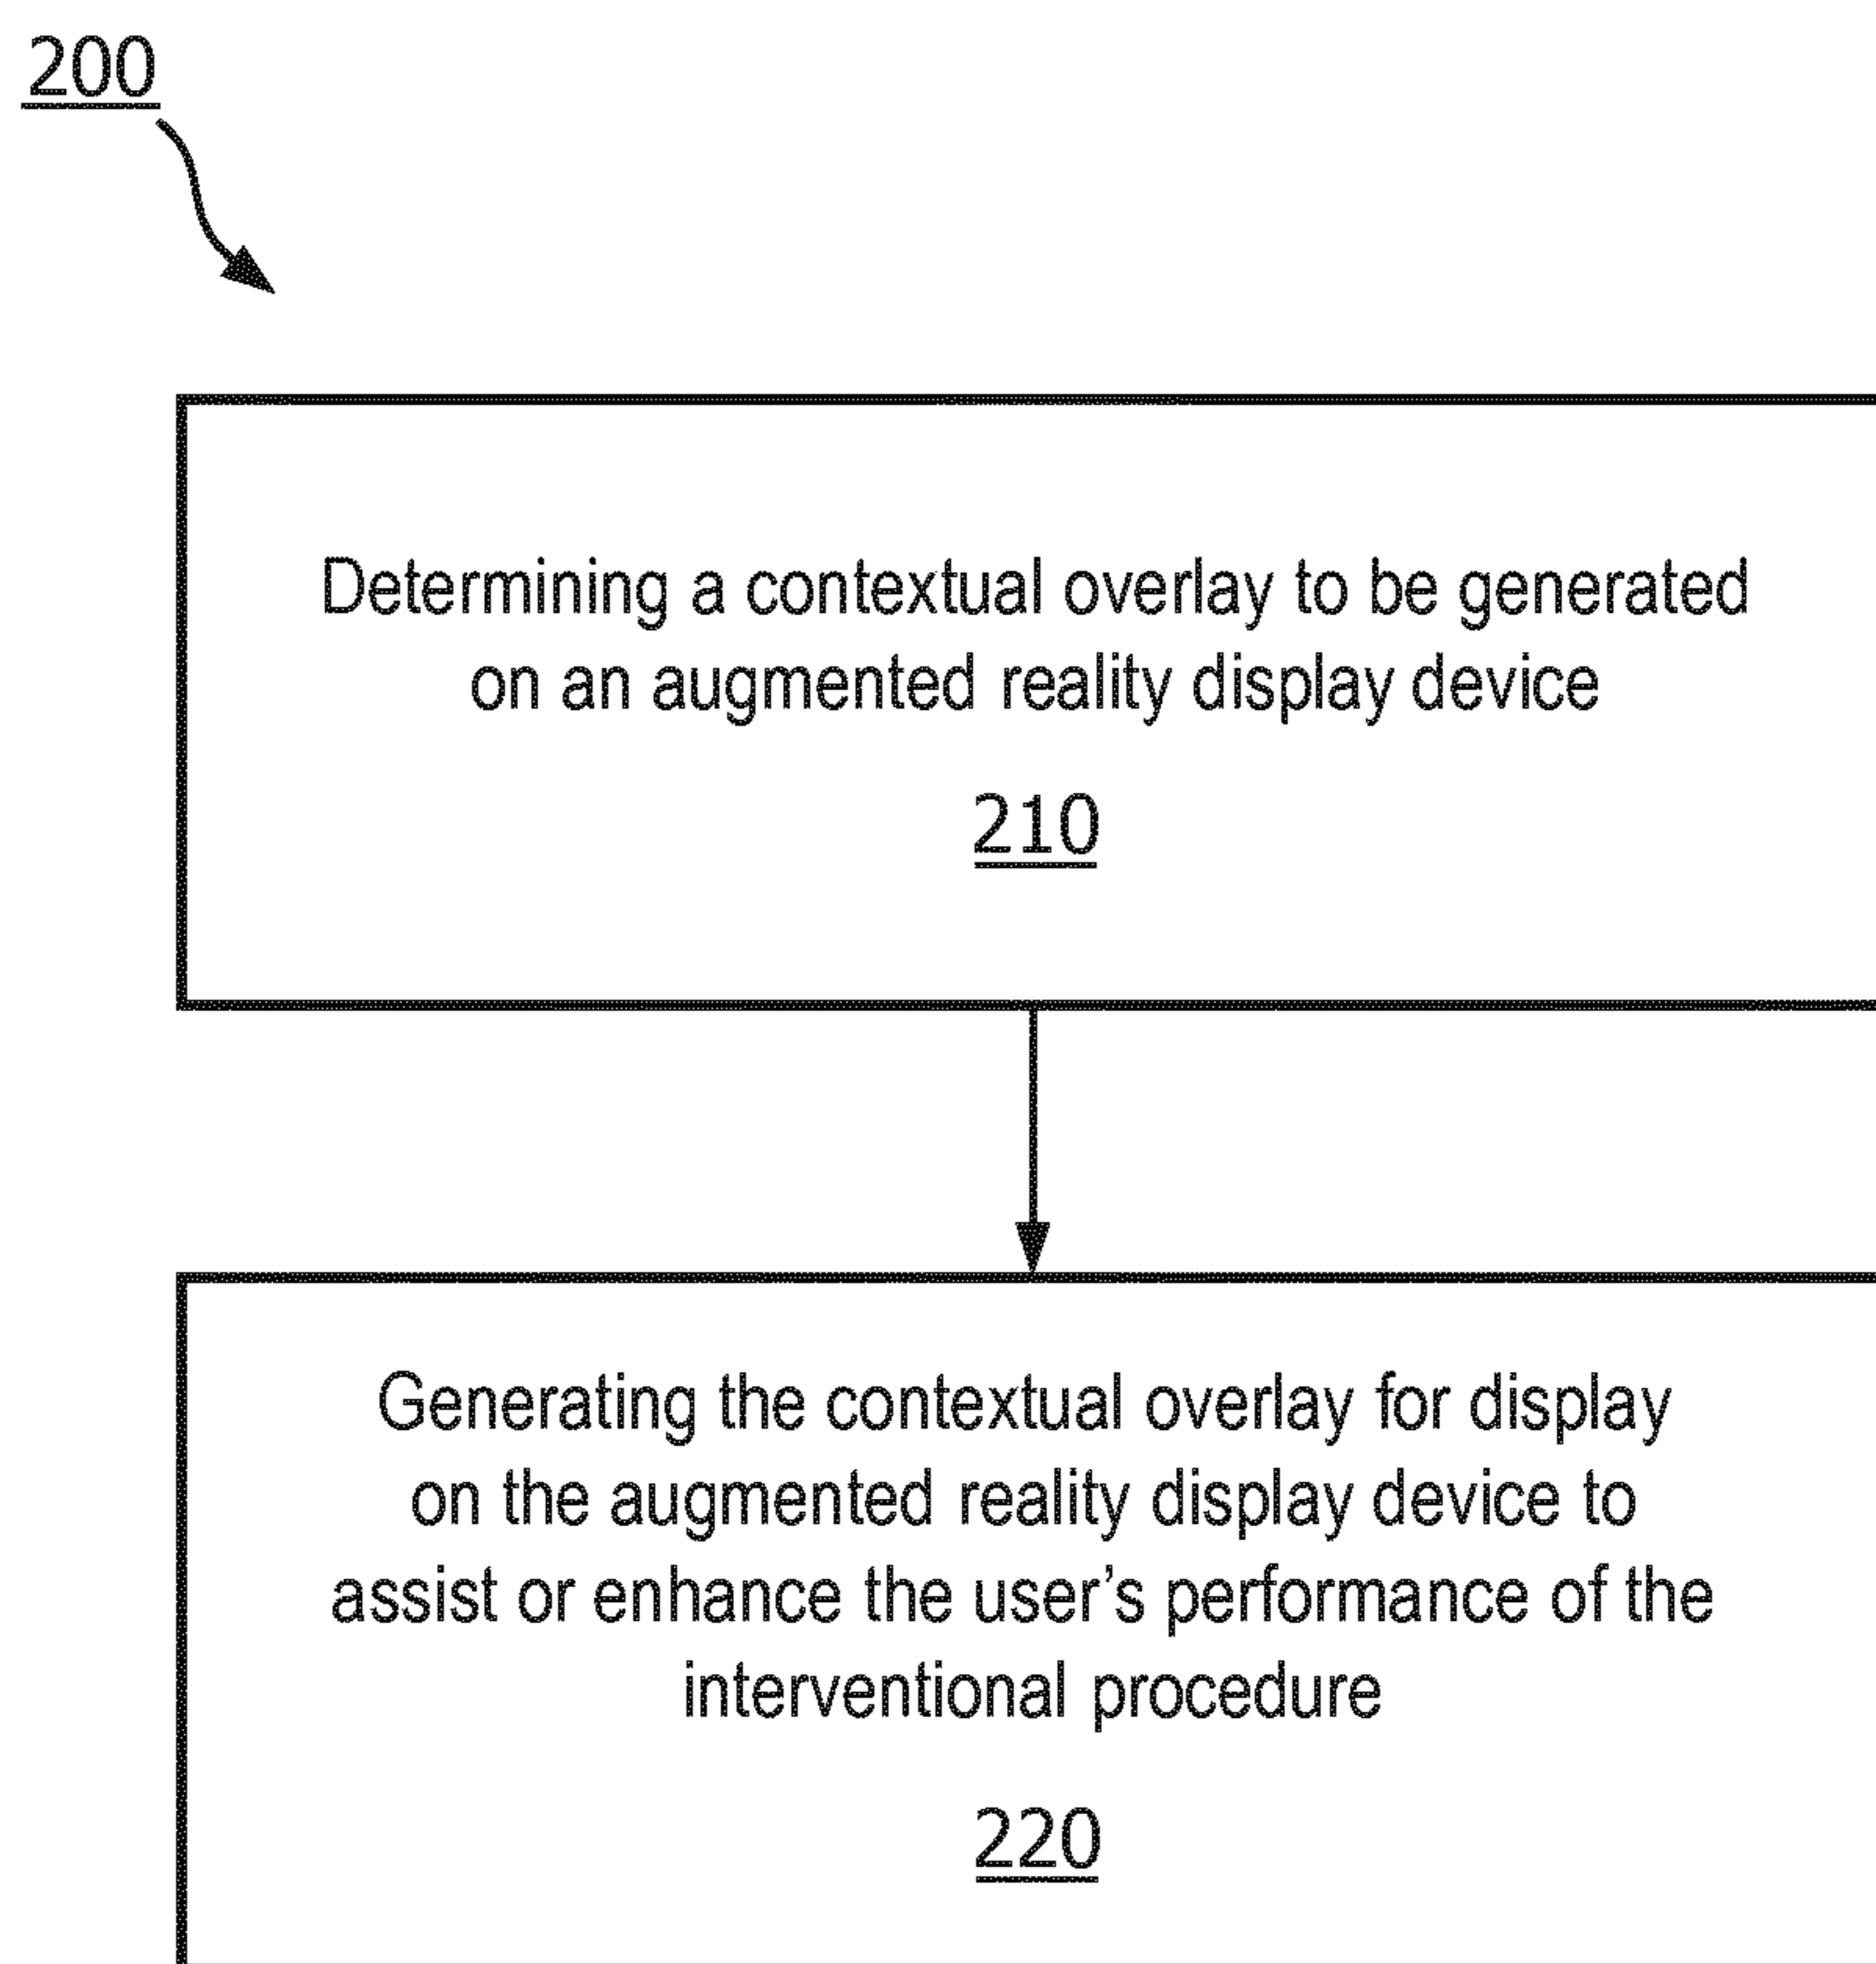 200
Determining a contextual overlay to be generated
on an augmented reality display device
210
Generating the contextual overlay for display
on the augmented reality display device to
assist or enhance the user’s performance of the
interventional procedure
220